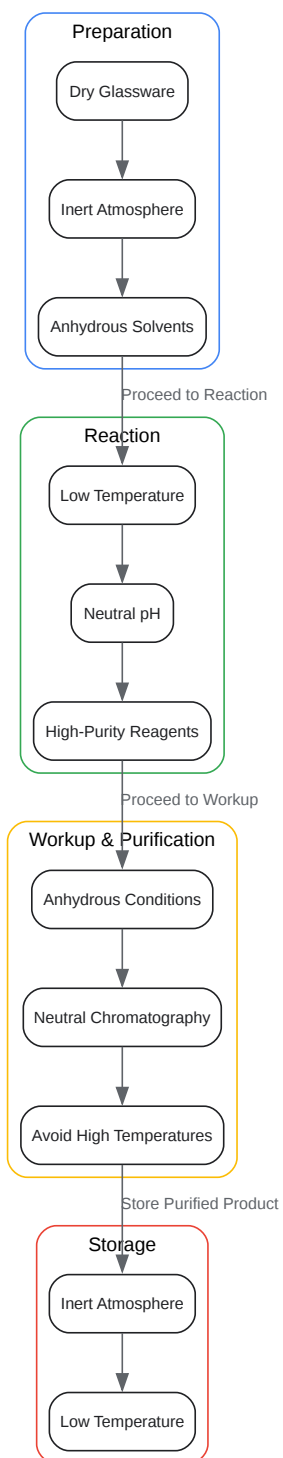 Preparation
Dry Glassware
Inert Atmosphere
Anhydrous Solvents
Proceed to Reaction
Reaction
Low Temperature
Neutral pH
High-Purity Reagents
Proceed to Workup
Workup & Purification
Anhydrous Conditions
Neutral Chromatography
Avoid High Temperatures
Store Purified Product
Storage
Inert Atmosphere
Low Temperature